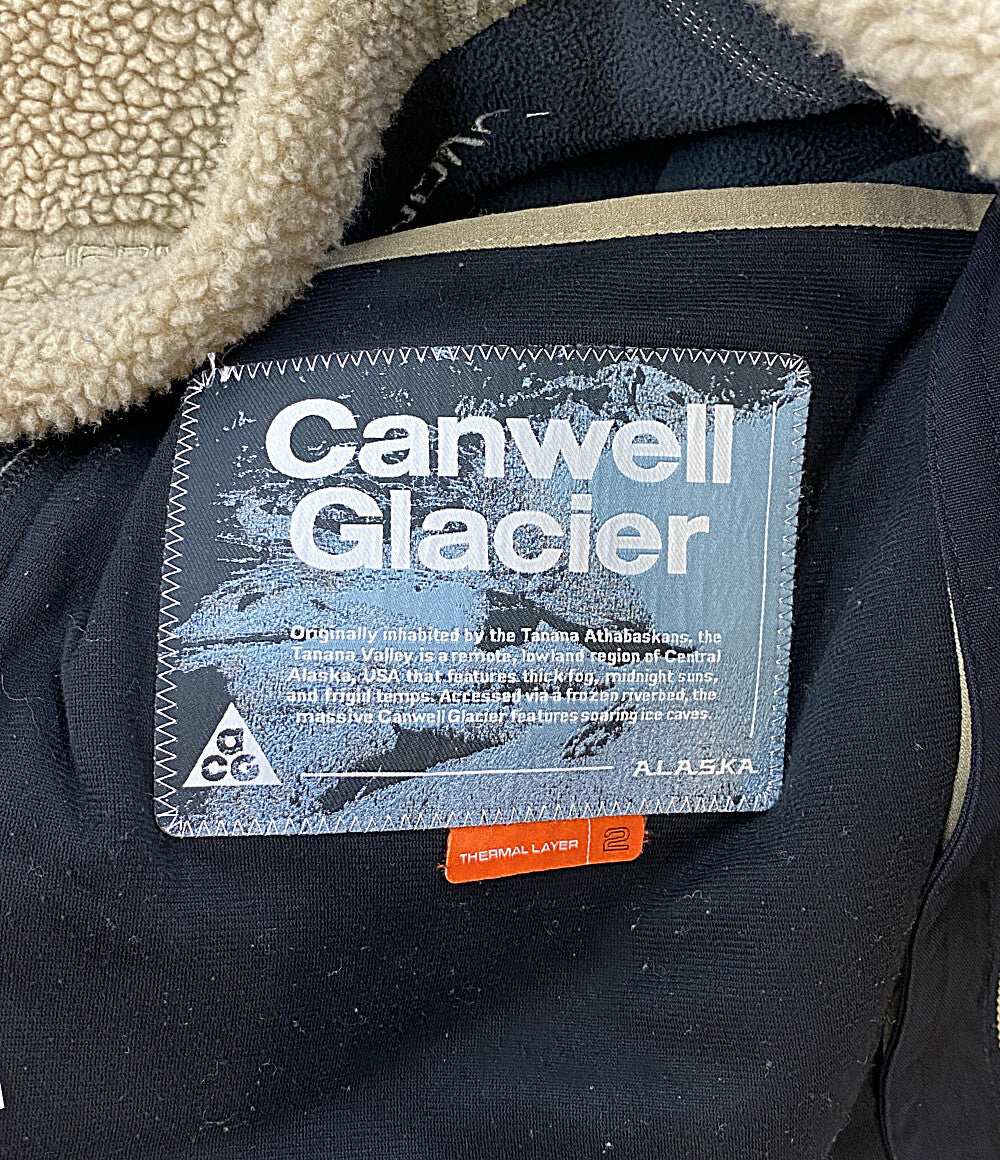 Canwell
Glacier
Originally inhabited by the Tanana Athabaskans, the
Tanana Valley is a remote, lowland region of Central
Alaska, USA that features thick fog, midnight suns,
and frigid temps. Accessed via a frozen riverbed, the
massive Canwell Glacier features soaring ice caves.
aCG
A.L.A.S.K.A
THERMAL LAYER 2